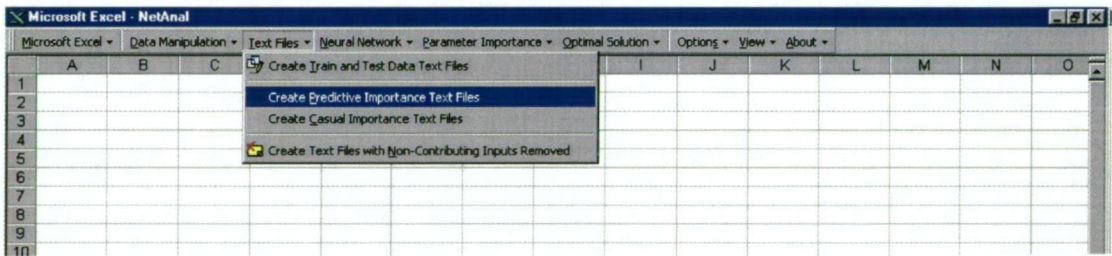 Microsoft Excel - NetAnal
Microsoft Excel Data Manipulation Text Files Neural Network Parameter Importance Optimal Solution Options View About
A B C I J K L M N O
Create Train and Test Data Text Files
1
Create Predictive Importance Text Files
2
Create Casual Importance Text Files
3
4
Create Text Files with Non-Contributing Inputs Removed
5
6
7
8
9
10